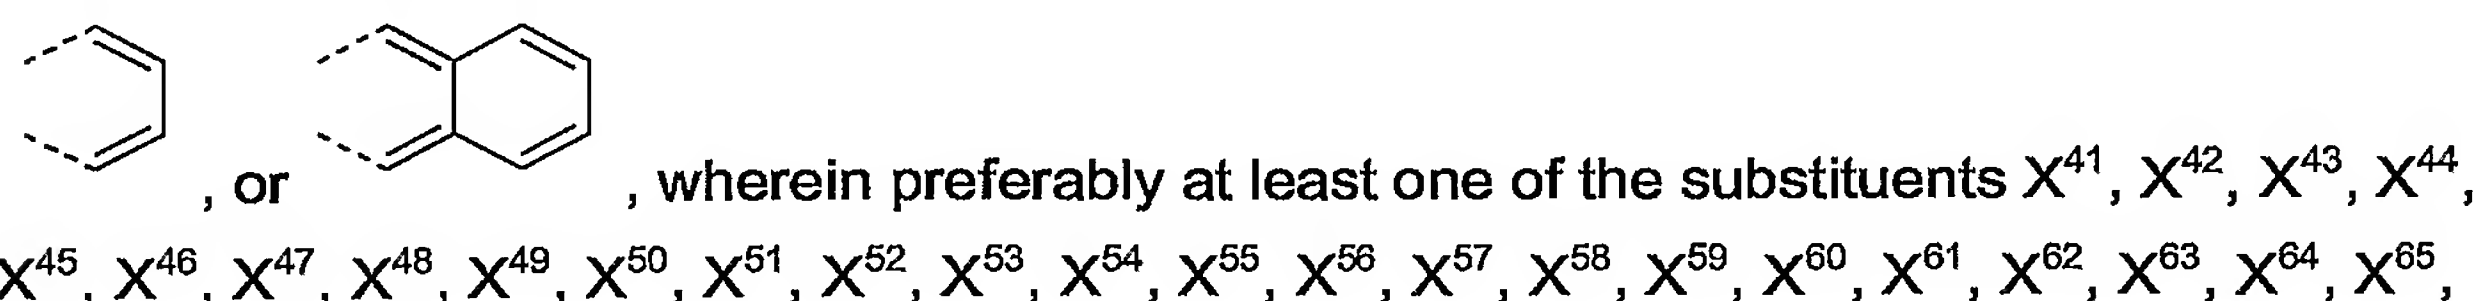 , or , wherein preferably at least one of the substituents X⁴¹, X⁴², X⁴³, X⁴⁴,
X⁴⁵, X⁴⁶, X⁴⁷, X⁴⁸, X⁴⁹, X⁵⁰, X⁵¹, X⁵², X⁵³, X⁵⁴, X⁵⁵, X⁵⁶, X⁵⁷, X⁵⁸, X⁵⁹, X⁶⁰, X⁶¹, X⁶², X⁶³, X⁶⁴, X⁶⁵,